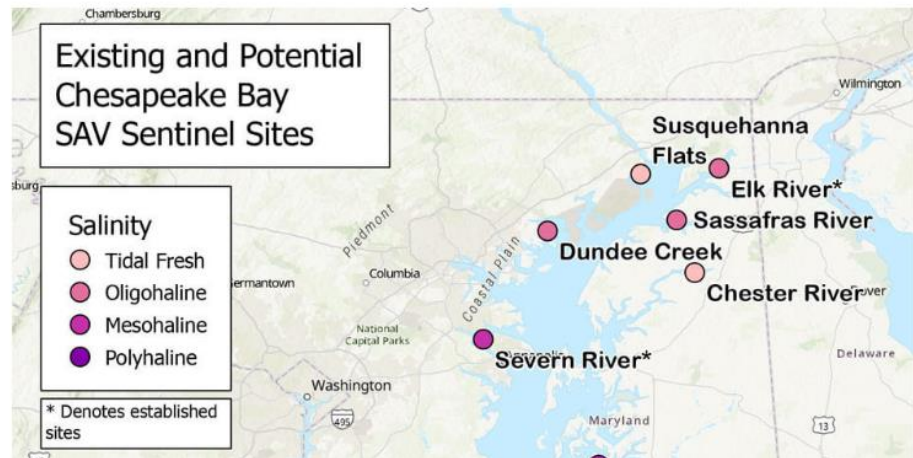 Chambersburg
Existing and Potential
Chesapeake Bay
SAV Sentinel Sites
Wilmington
Susquehanna
Flats
Elk River*
Sassafras River
Dundee Creek
Chester River
Severn River*
Salinity
Tidal Fresh
Oligohaline
Mesohaline
Polyhaline
* Denotes established
sites
Piedmont
Coastal Plain
Columbia
National
Capital Parks
Washington
495
Maryland
Delaware
13